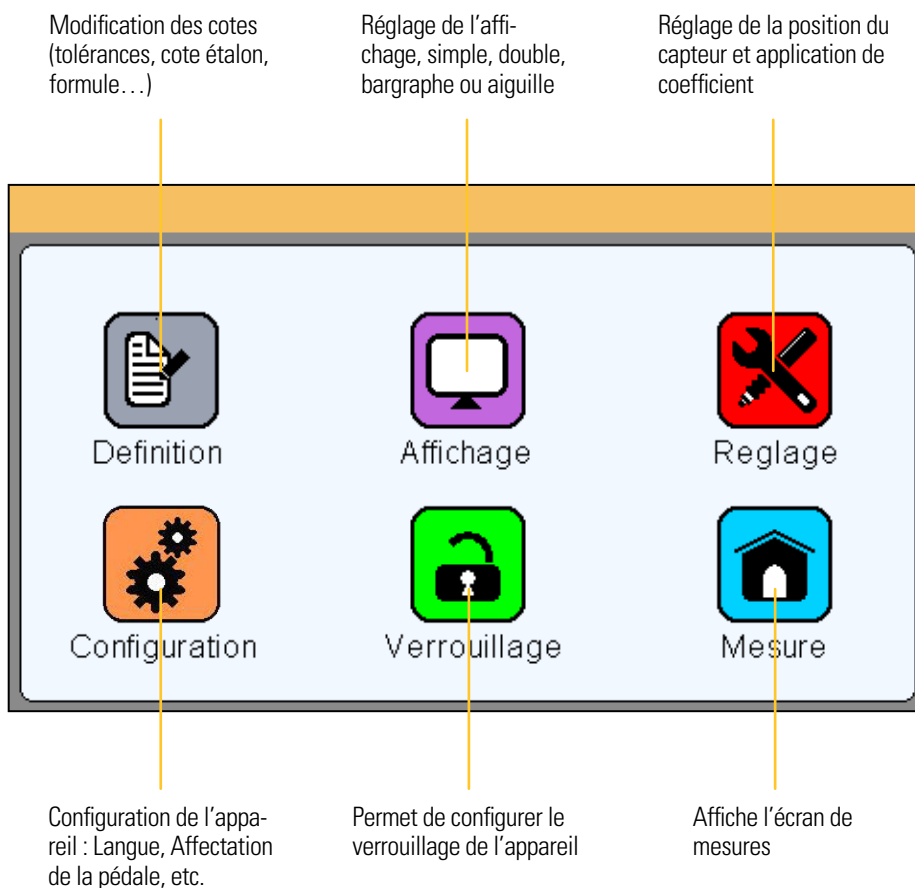 Modification des cotes
(tolérances, cote étalon,
formule…)
Réglage de l'affi-
chage, simple, double,
bargraphe ou aiguille
Réglage de la position du
capteur et application de
coefficient
Definition
Affichage
Reglage
Configuration
Verrouillage
Mesure
Configuration de l'appa-
reil : Langue, Affectation
de la pédale, etc.
Permet de configurer le
verrouillage de l'appareil
Affiche l'écran de
mesures